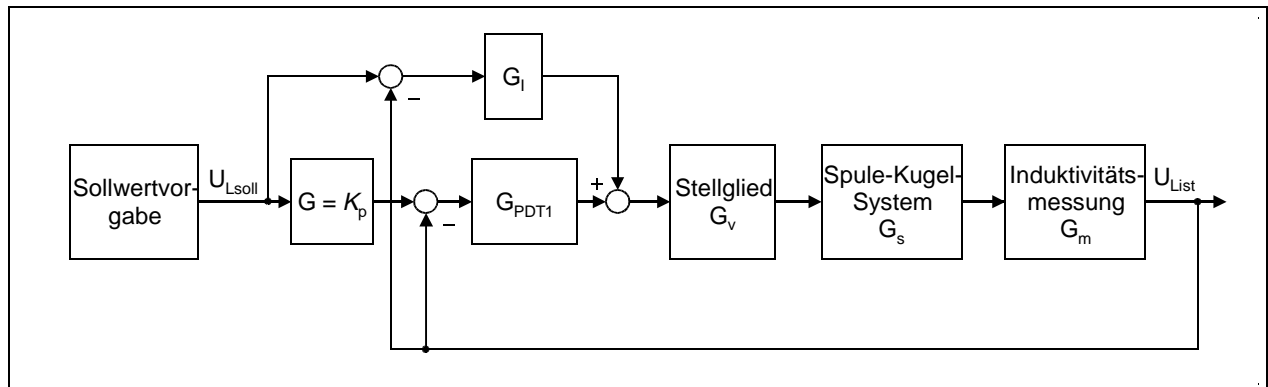 G_I
−
Sollwertvor-
gabe
U_Lsoll
G = K_p
−
G_PDT1
+
Stellglied
G_v
Spule-Kugel-
System
G_s
Induktivitäts-
messung
G_m
U_List